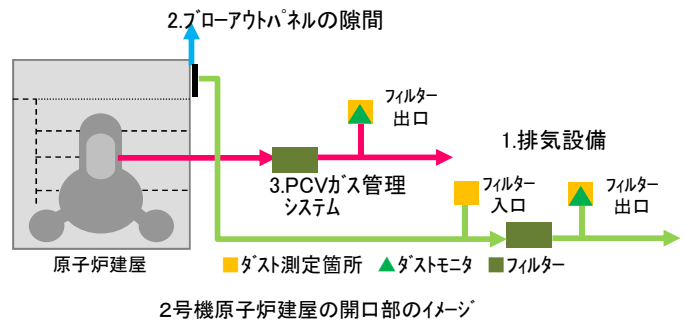 2.ﾌﾞﾛｰｱｳﾄﾊﾟﾈﾙの隙間
ﾌｨﾙﾀｰ
出口
1.排気設備
3.PCVｶﾞｽ管理
ｼｽﾃﾑ
ﾌｨﾙﾀｰ
入口
ﾌｨﾙﾀｰ
出口
原子炉建屋
ﾀﾞｽﾄ測定箇所
ﾀﾞｽﾄﾓﾆﾀ
ﾌｨﾙﾀｰ
２号機原子炉建屋の開口部のｲﾒｰｼﾞ